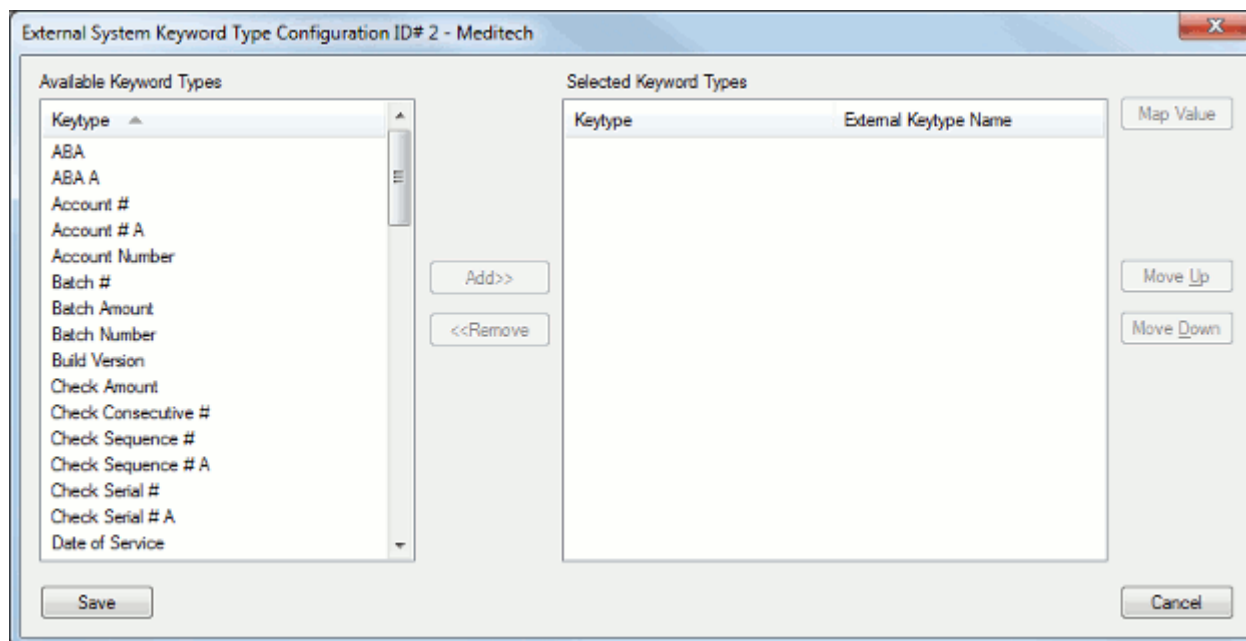 External System Keyword Type Configuration ID# 2 - Meditech
Available Keyword Types
Keytype
ABA
ABA A
Account #
Account # A
Account Number
Batch #
Batch Amount
Batch Number
Build Version
Check Amount
Check Consecutive #
Check Sequence #
Check Sequence # A
Check Serial #
Check Serial # A
Date of Service
Add>>
<<Remove
Selected Keyword Types
Keytype External Keytype Name
Map Value
Move Up
Move Down
Save
Cancel